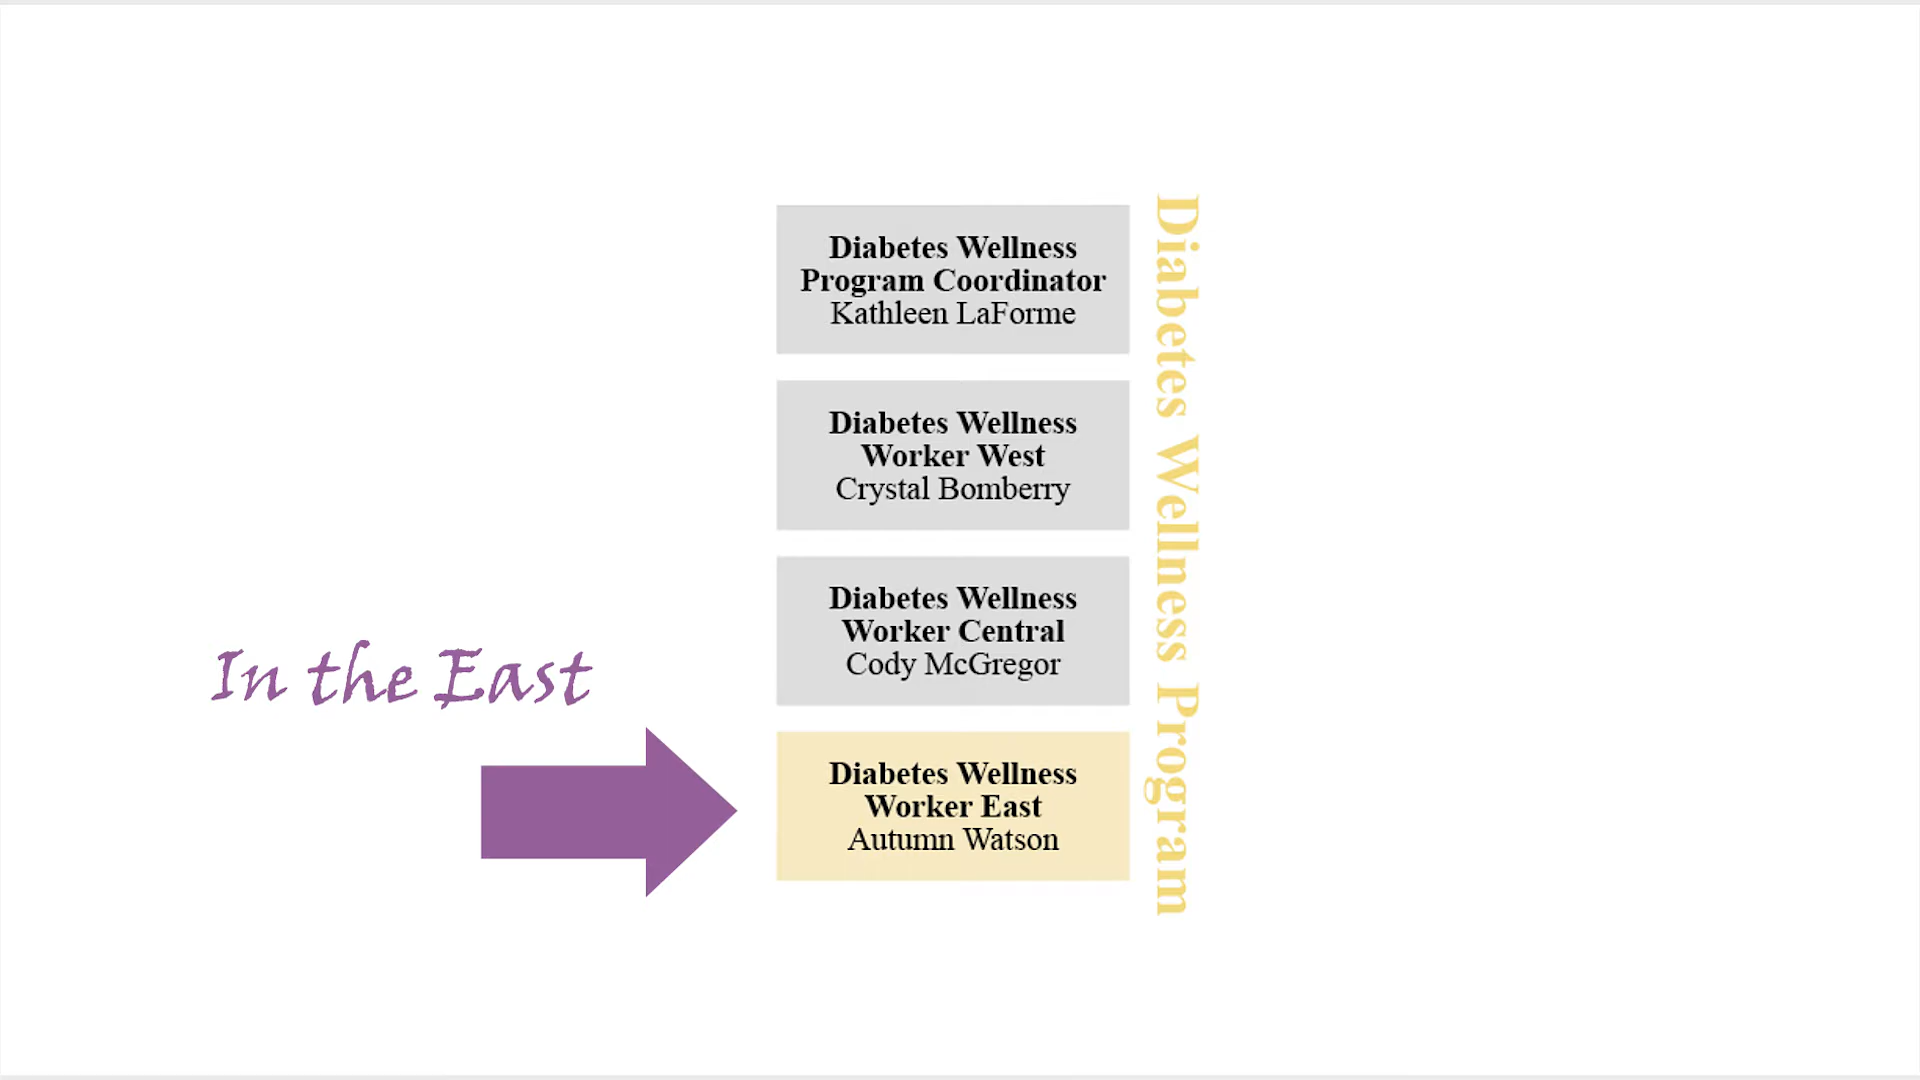 Diabetes Wellness
Program Coordinator
Kathleen LaForme
Diabetes Wellness
Worker West
Crystal Bomberry
Diabetes Wellness
Worker Central
Cody McGregor
In the East
Diabetes Wellness
Worker East
Autumn Watson
Diabetes Wellness Program